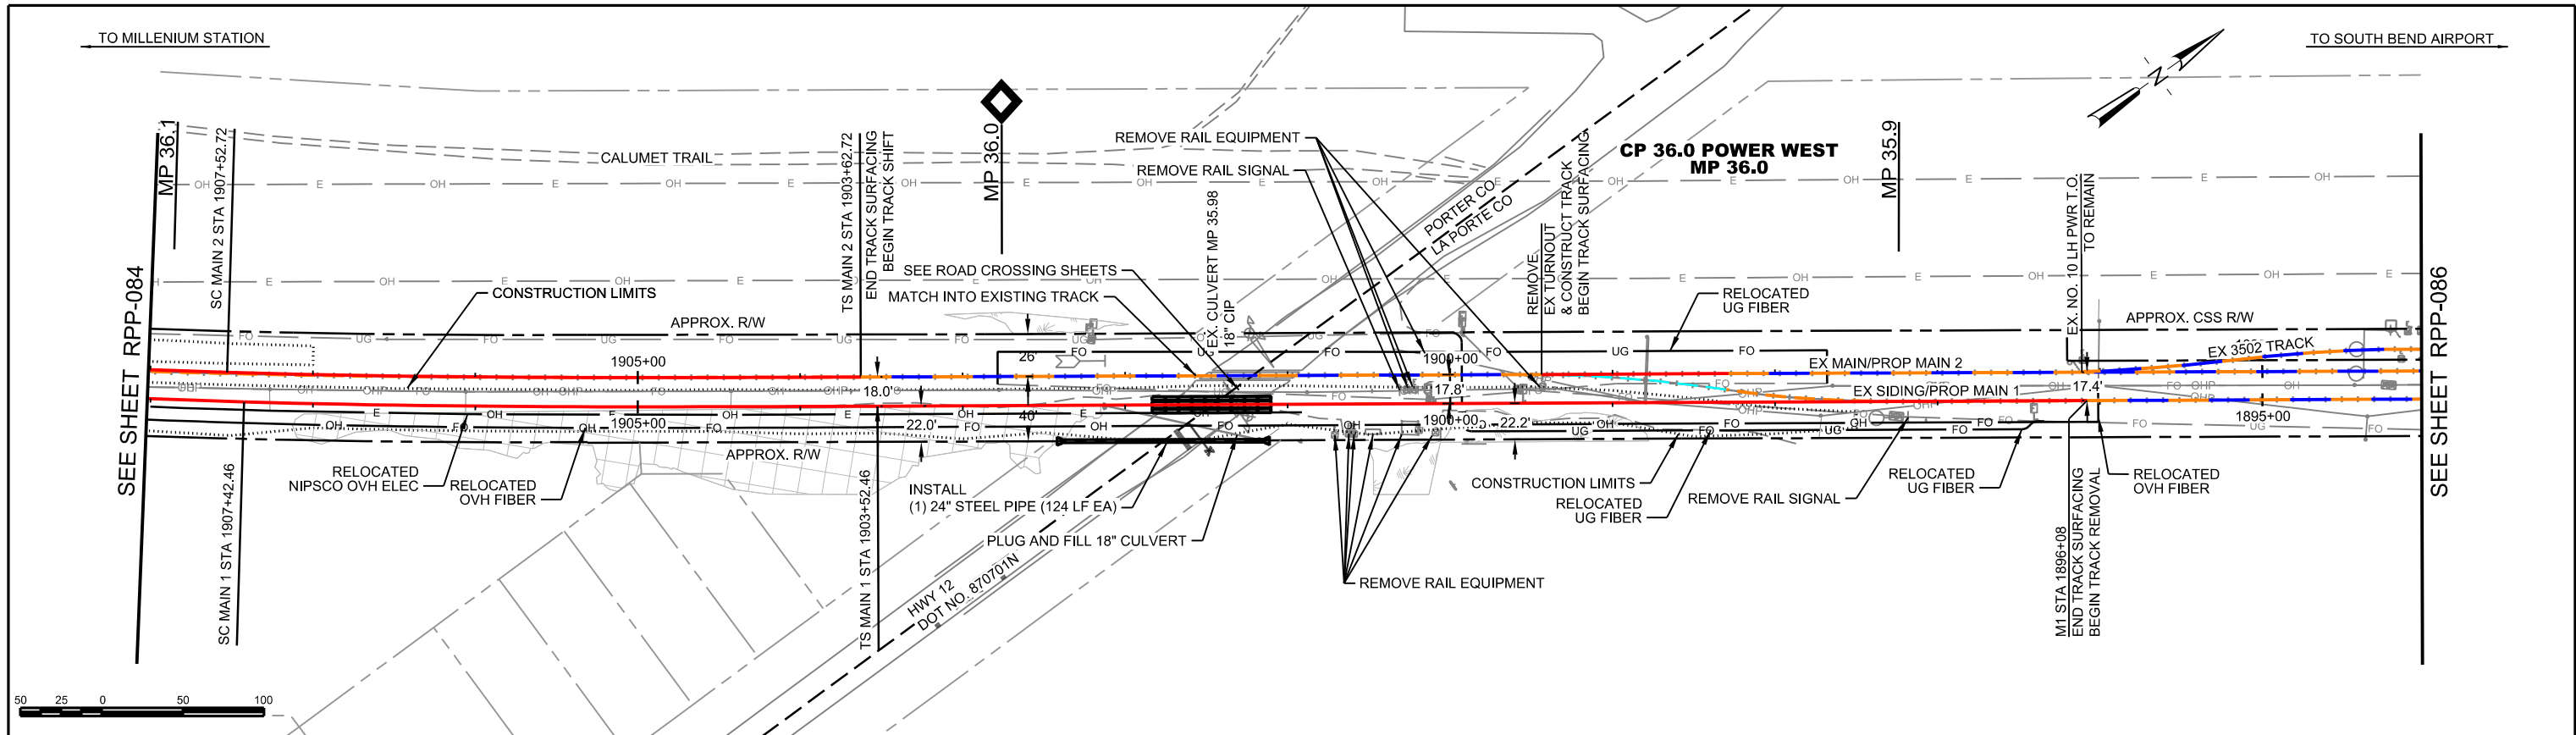 TO MILLENIUM STATION
TO SOUTH BEND AIRPORT
N
MP 36.1
SC MAIN 2 STA 1907+52.72
CALUMET TRAIL
TS MAIN 2 STA 1903+62.72
END TRACK SURFACING
BEGIN TRACK SHIFT
MP 36.0
REMOVE RAIL EQUIPMENT
REMOVE RAIL SIGNAL
EX. CULVERT MP 35.98
18" CIP
PORTER CO
LA PORTE CO
REMOVE
EX TURNOUT
& CONSTRUCT TRACK
BEGIN TRACK SURFACING
CP 36.0 POWER WEST
MP 36.0
MP 35.9
EX. NO. 10 LH PWR T.O.
TO REMAIN
SEE SHEET RPP-084
SEE SHEET RPP-086
SEE ROAD CROSSING SHEETS
MATCH INTO EXISTING TRACK
CONSTRUCTION LIMITS
APPROX. R/W
RELOCATED
UG FIBER
APPROX. CSS R/W
EX 3502 TRACK
1905+00
26'
1900+00
EX MAIN/PROP MAIN 2
EX SIDING/PROP MAIN 1
18.0'
17.8'
17.4'
40'
1905+00
22.0'
1900+00
22.2'
1895+00
APPROX. R/W
RELOCATED
NIPSCO OVH ELEC
RELOCATED
OVH FIBER
INSTALL
(1) 24" STEEL PIPE (124 LF EA)
PLUG AND FILL 18" CULVERT
REMOVE RAIL EQUIPMENT
CONSTRUCTION LIMITS
RELOCATED
UG FIBER
REMOVE RAIL SIGNAL
RELOCATED
UG FIBER
RELOCATED
OVH FIBER
SC MAIN 1 STA 1907+42.46
TS MAIN 1 STA 1903+52.46
HWY 12
DOT NO. 870701N
M1 STA 1896+08
END TRACK SURFACING
BEGIN TRACK REMOVAL
50 25 0 50 100